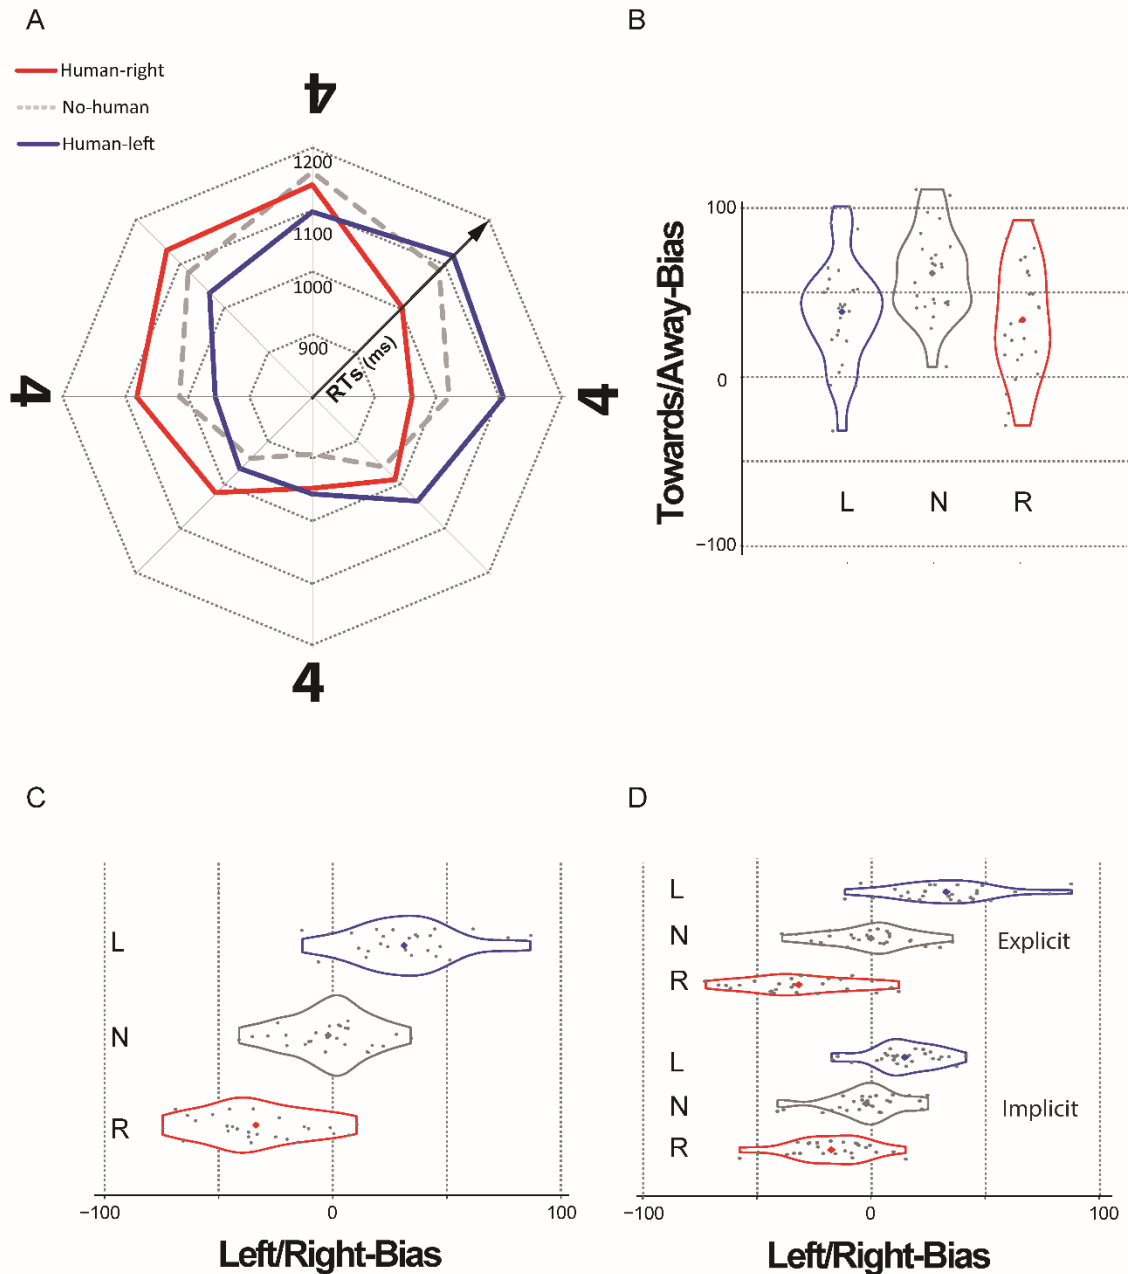 A
B
Human-right
No-human
Human-left
4
1200
1100
1000
900
RTs (ms)
4
4
4
Towards/Away-Bias
100
0
−100
L
N
R
C
D
L
N
R
−100
0
100
Left/Right-Bias
L
N
Explicit
R
L
N
Implicit
R
−100
0
100
Left/Right-Bias